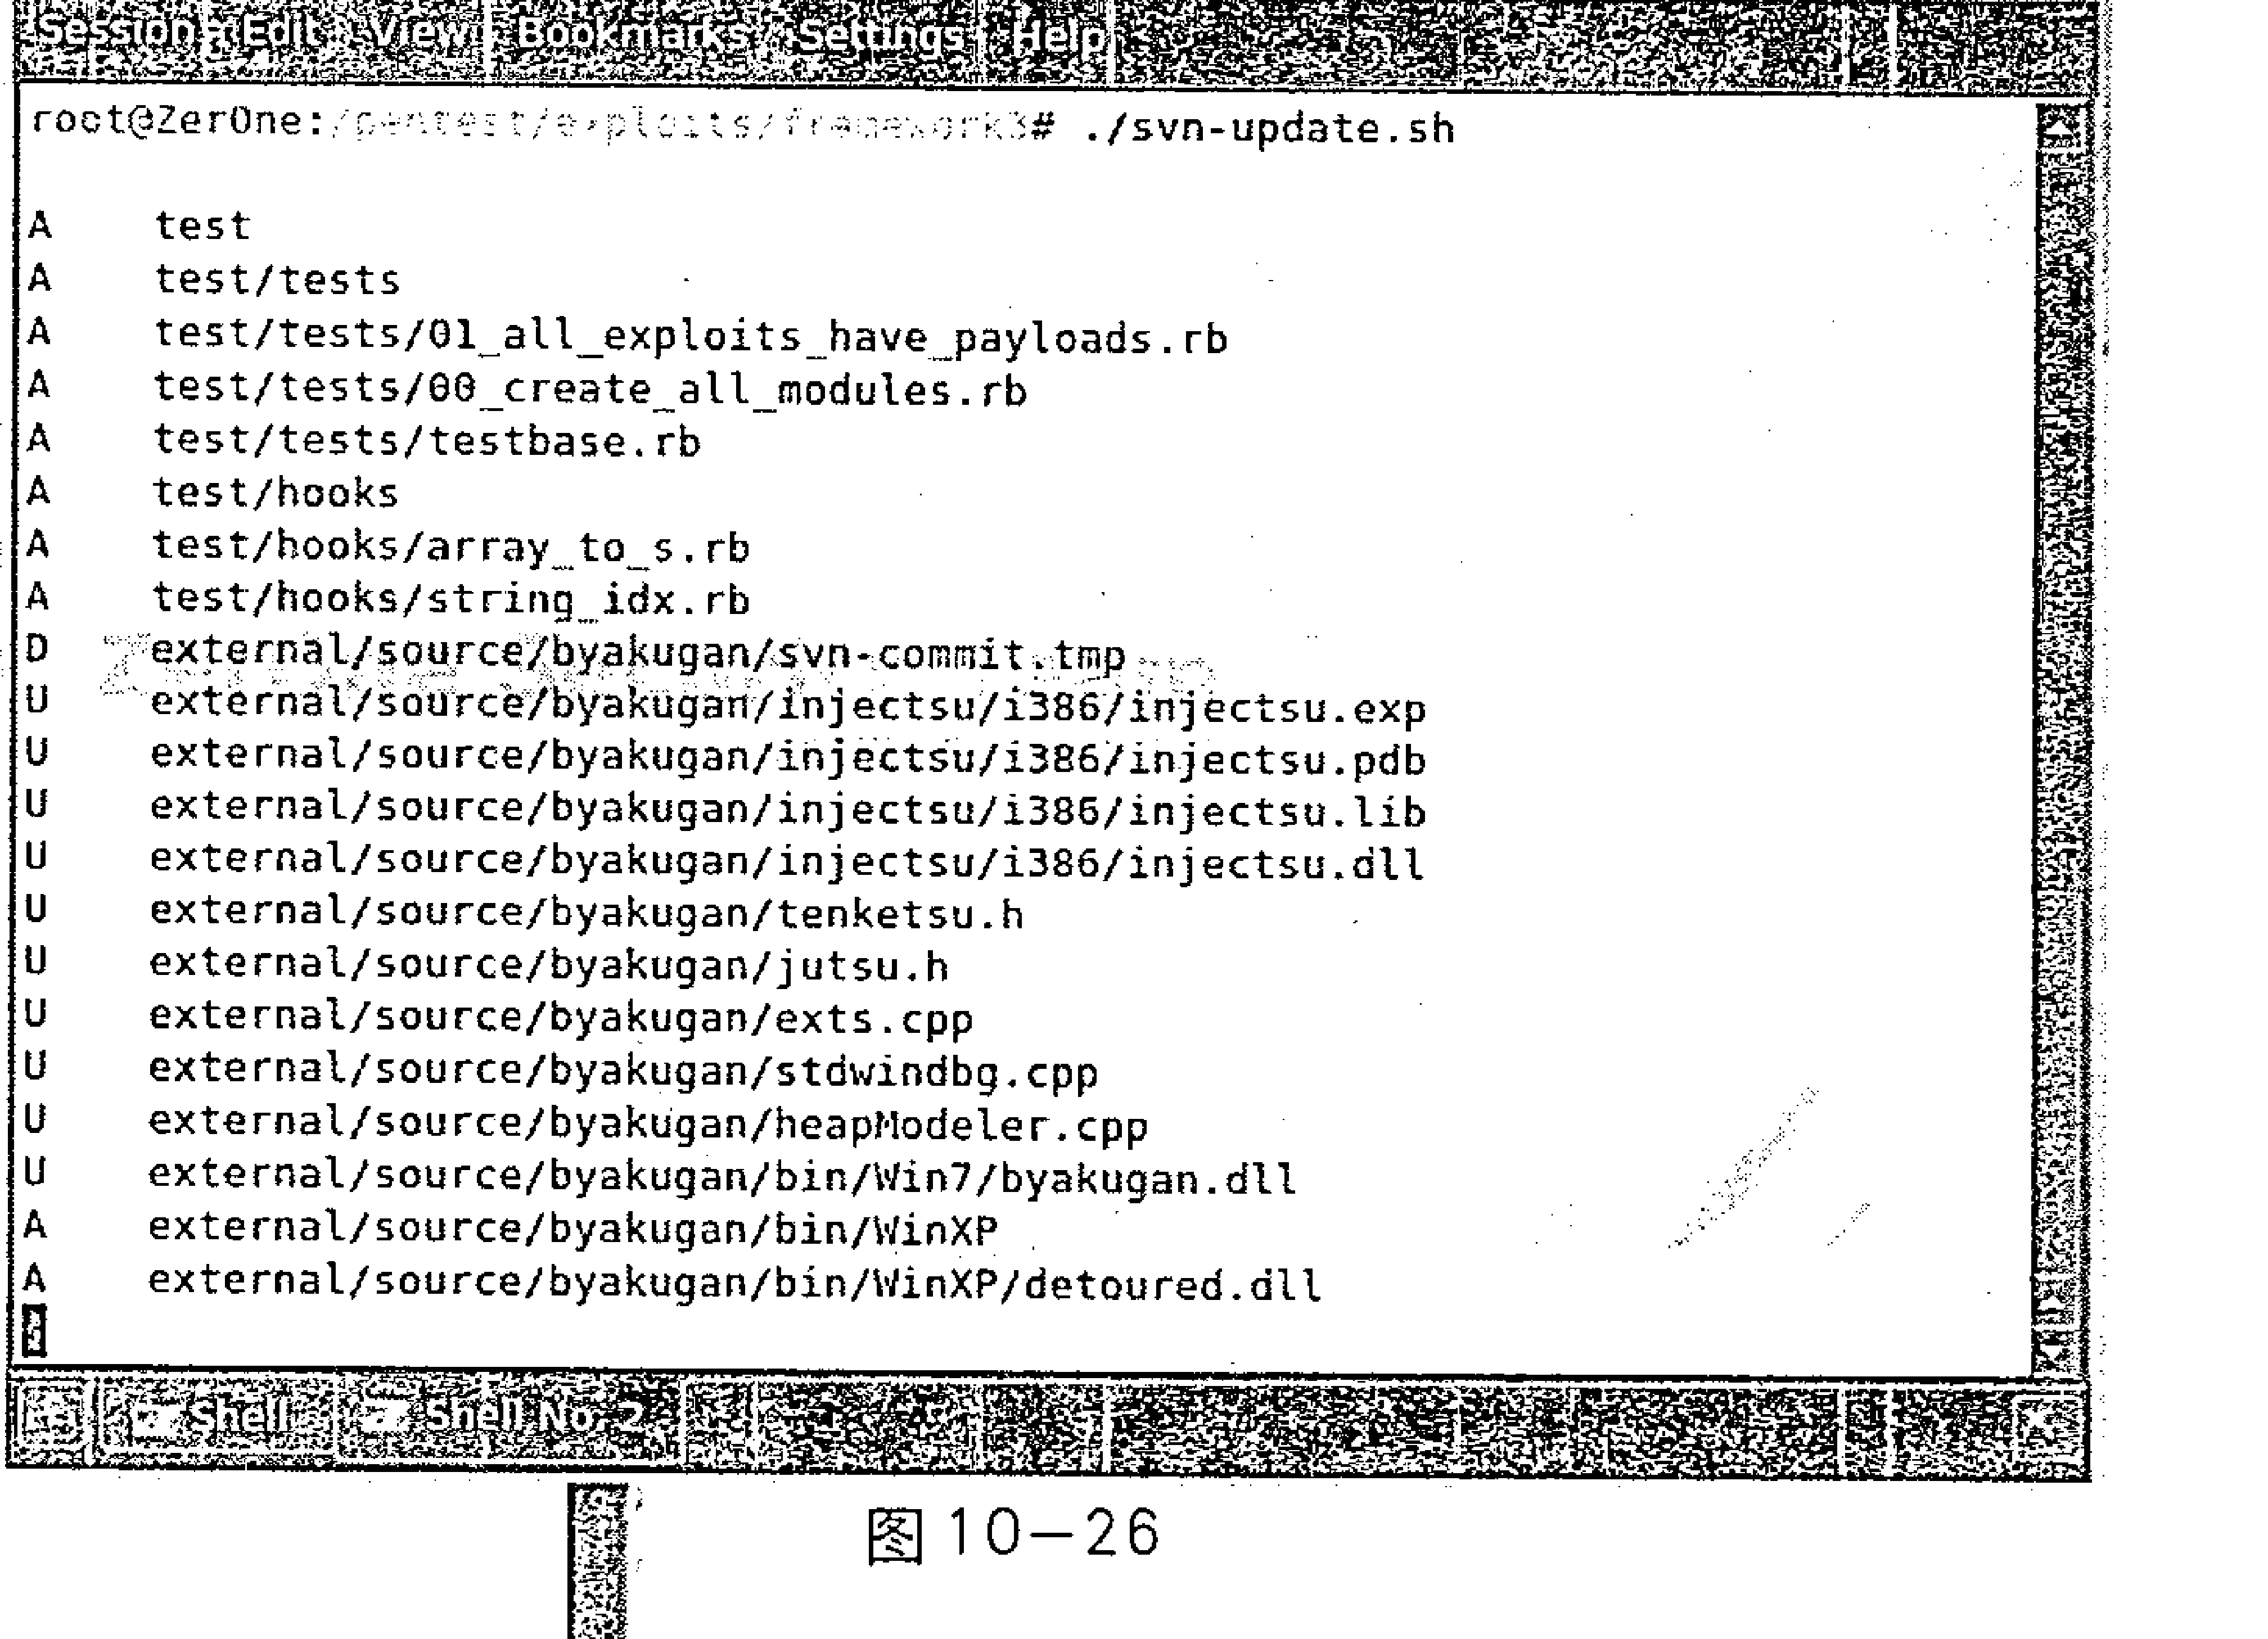 Session Edit View Bookmarks Settings Help
root@ZerOne:/pentest/exploits/framework3# ./svn-update.sh
A test
A test/tests
A test/tests/01_all_exploits_have_payloads.rb
A test/tests/00_create_all_modules.rb
A test/tests/testbase.rb
A test/hooks
A test/hooks/array_to_s.rb
A test/hooks/string_idx.rb
D external/source/byakugan/svn-commit.tmp
U external/source/byakugan/injectsu/i386/injectsu.exp
U external/source/byakugan/injectsu/i386/injectsu.pdb
U external/source/byakugan/injectsu/i386/injectsu.lib
U external/source/byakugan/injectsu/i386/injectsu.dll
U external/source/byakugan/tenketsu.h
U external/source/byakugan/jutsu.h
U external/source/byakugan/exts.cpp
U external/source/byakugan/stdwindbg.cpp
U external/source/byakugan/heapModeler.cpp
U external/source/byakugan/bin/Win7/byakugan.dll
A external/source/byakugan/bin/WinXP
A external/source/byakugan/bin/WinXP/detoured.dll
Shell Shell No. 2
图10-26